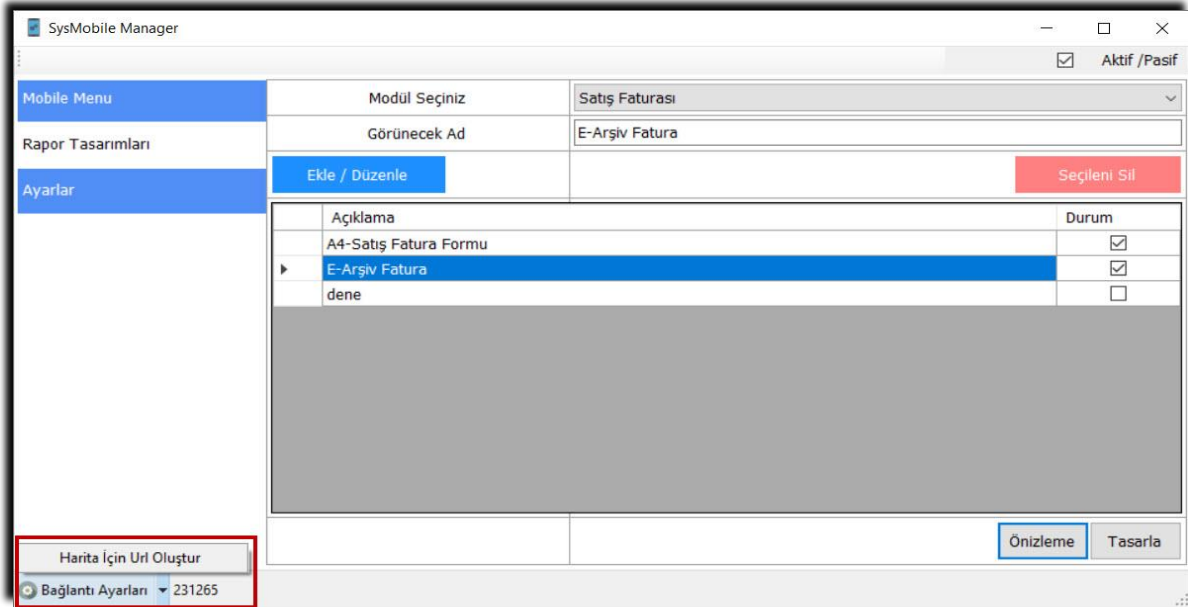 SysMobile Manager
Aktif /Pasif
Mobile Menu
Rapor Tasarımları
Ayarlar
Modül Seçiniz
Satış Faturası
Görünecek Ad
E-Arşiv Fatura
Ekle / Düzenle
Seçileni Sil
Açıklama
Durum
A4-Satış Fatura Formu
E-Arşiv Fatura
dene
Önizleme
Tasarla
Harita İçin Url Oluştur
Bağlantı Ayarları
231265